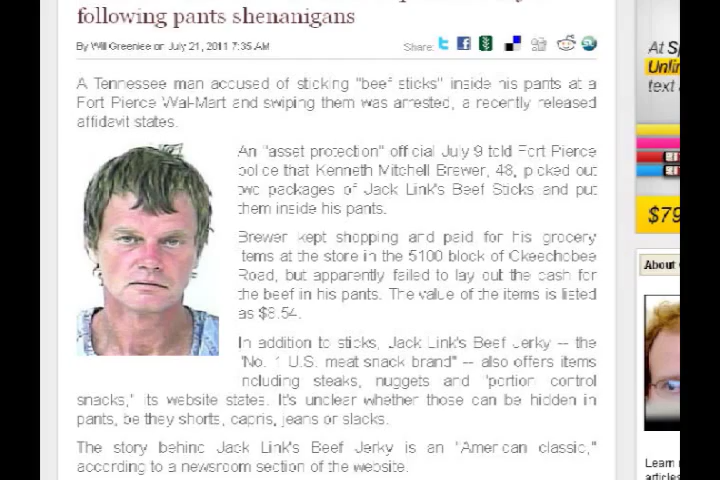 following pants shenanigans
By Will Greenlee on July 21, 2011 7:35 AM
Share:
A Tennessee man accused of sticking "beef sticks" inside his pants at a
Fort Pierce Wal-Mart and swiping them was arrested, a recently released
affidavit states.
An "asset protection" official July 9 told Fort Pierce
police that Kenneth Mitchell Brewer, 48, picked out
two packages of Jack Link's Beef Sticks and put
them inside his pants.
Brewer kept shopping and paid for his grocery
items at the store in the 5100 block of Okeechobee
Road, but apparently failed to lay out the cash for
the beef in his pants. The value of the items is listed
as $8.54.
In addition to sticks, Jack Link's Beef Jerky -- the
"No. 1 U.S. meat snack brand" -- also offers items
including steaks, nuggets and "portion control
snacks," its website states. It's unclear whether those can be hidden in
pants, be they shorts, capris, jeans or slacks.
The story behind Jack Link's Beef Jerky is an "American classic,"
according to a newsroom section of the website.
At
text
$79
About
Learn
articles